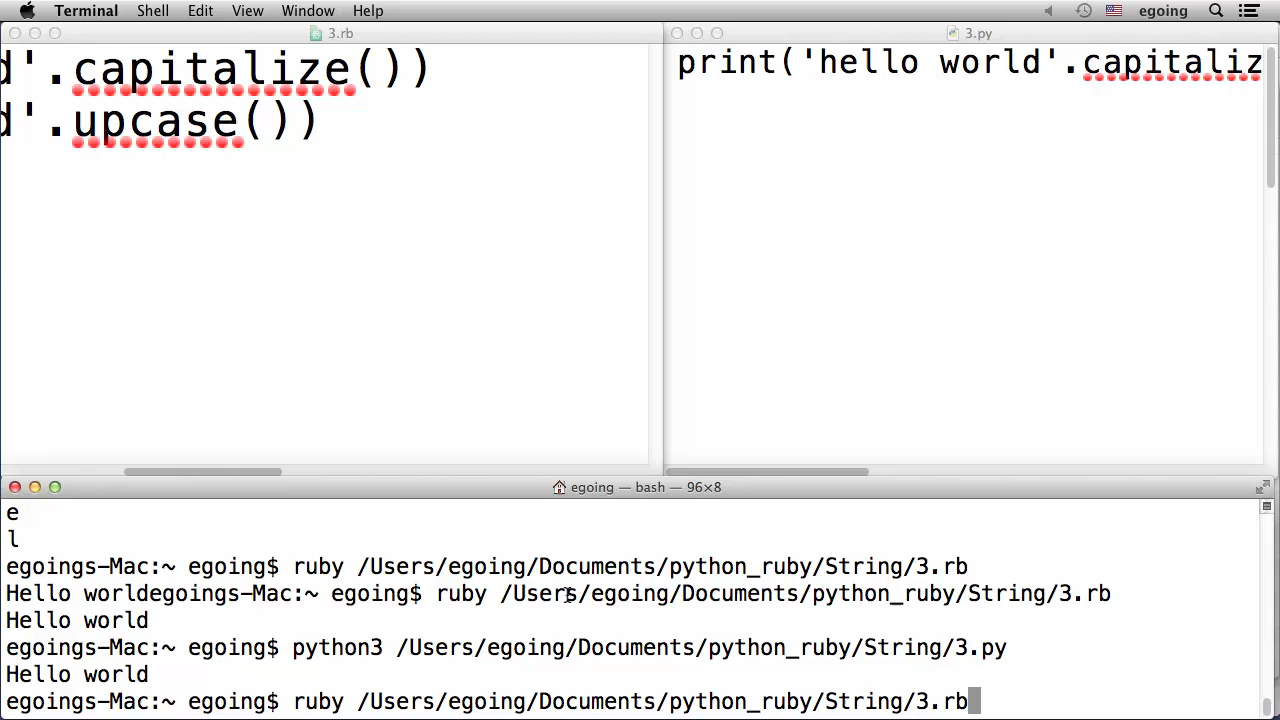 Terminal Shell Edit View Window Help egoing
3.rb
3.py
d'.capitalize())
d'.upcase())
print('hello world'.capitaliz
egoing — bash — 96×8
e
l
egoings-Mac:~ egoing$ ruby /Users/egoing/Documents/python_ruby/String/3.rb
Hello worldegoings-Mac:~ egoing$ ruby /Users/egoing/Documents/python_ruby/String/3.rb
Hello world
egoings-Mac:~ egoing$ python3 /Users/egoing/Documents/python_ruby/String/3.py
Hello world
egoings-Mac:~ egoing$ ruby /Users/egoing/Documents/python_ruby/String/3.rb